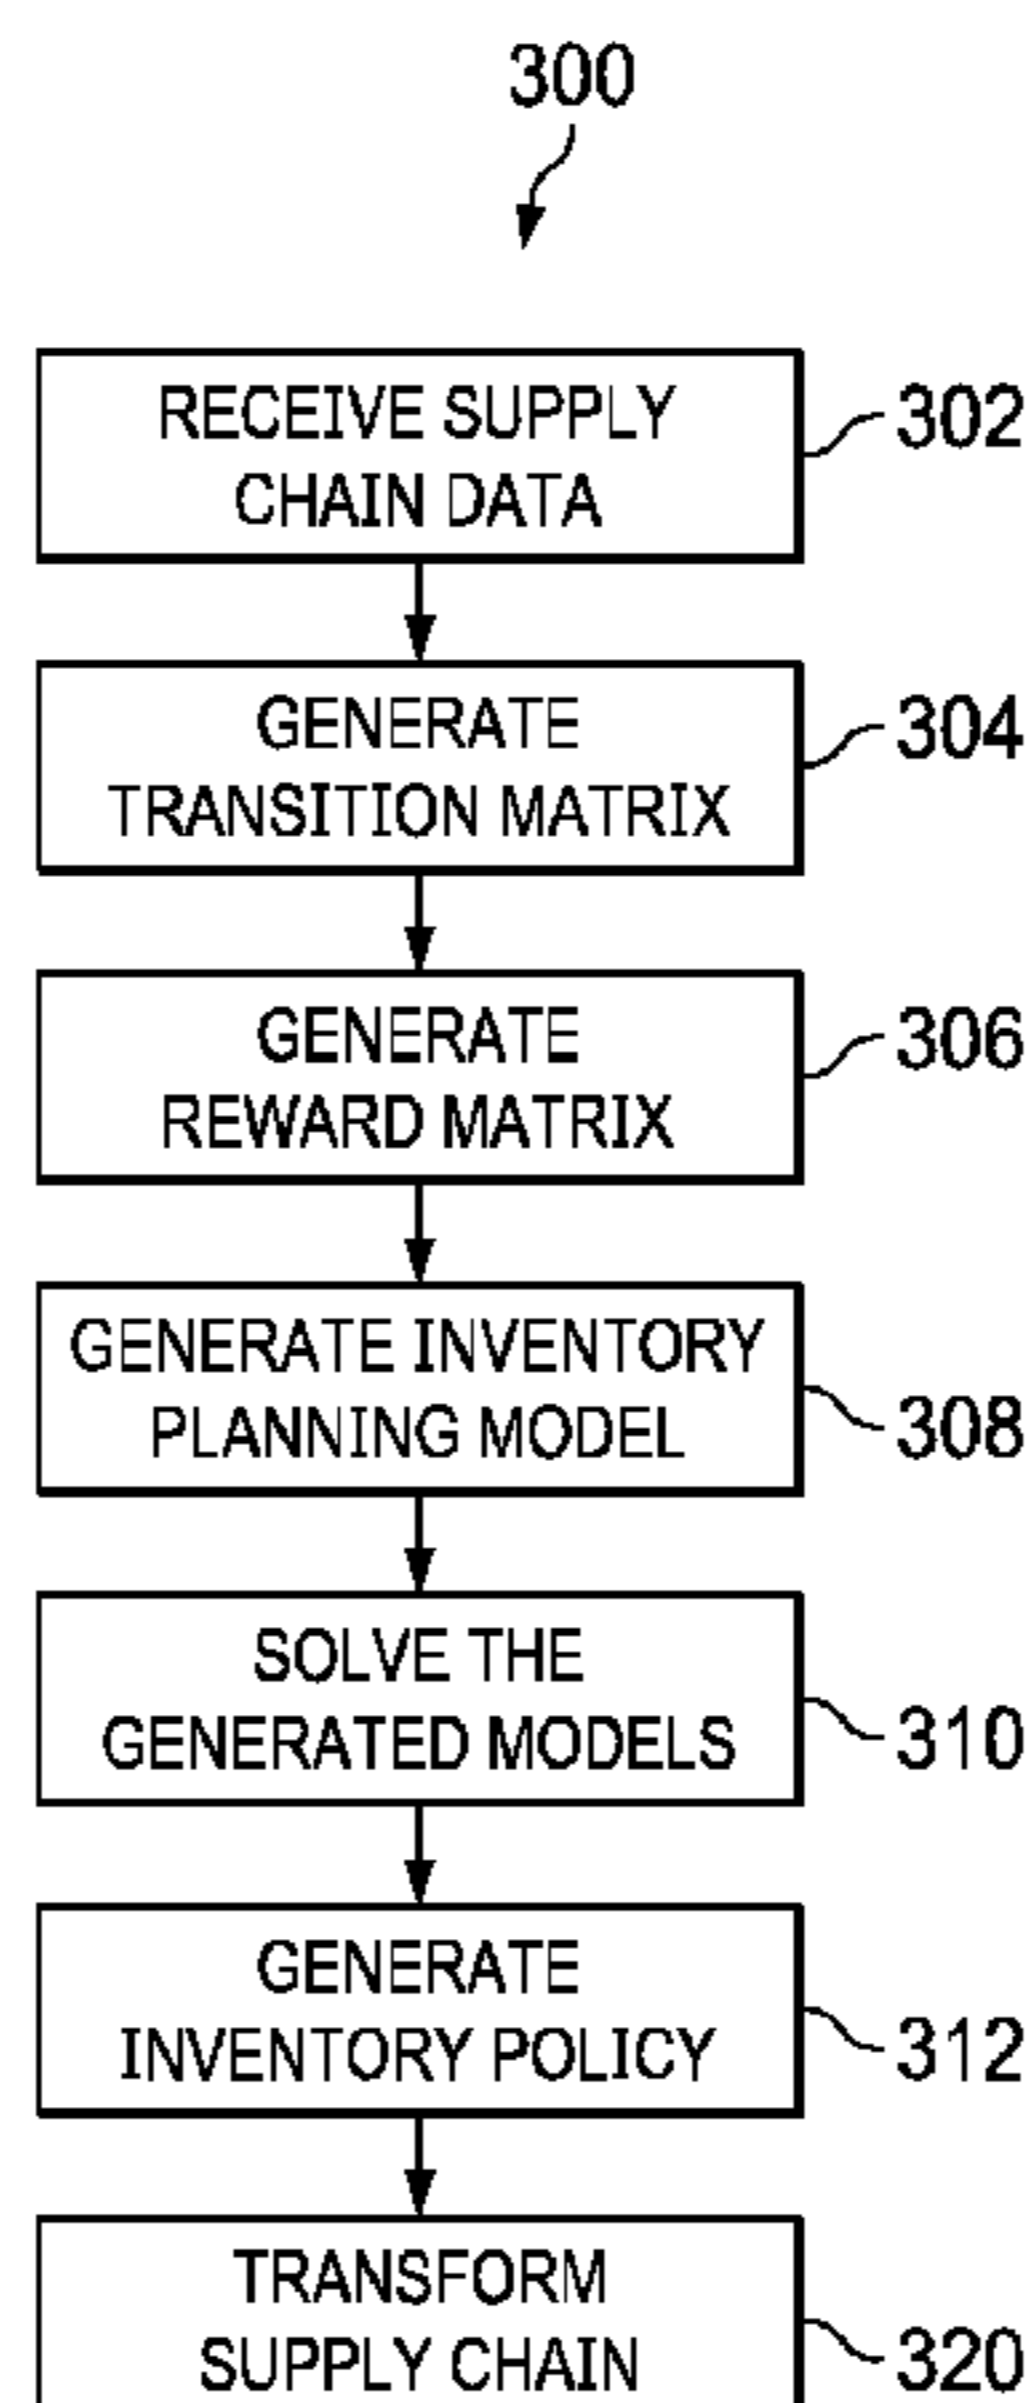 300
RECEIVE SUPPLY
CHAIN DATA
302
GENERATE
TRANSITION MATRIX
304
GENERATE
REWARD MATRIX
306
GENERATE INVENTORY
PLANNING MODEL
308
SOLVE THE
GENERATED MODELS
310
GENERATE
INVENTORY POLICY
312
TRANSFORM
SUPPLY CHAIN
320